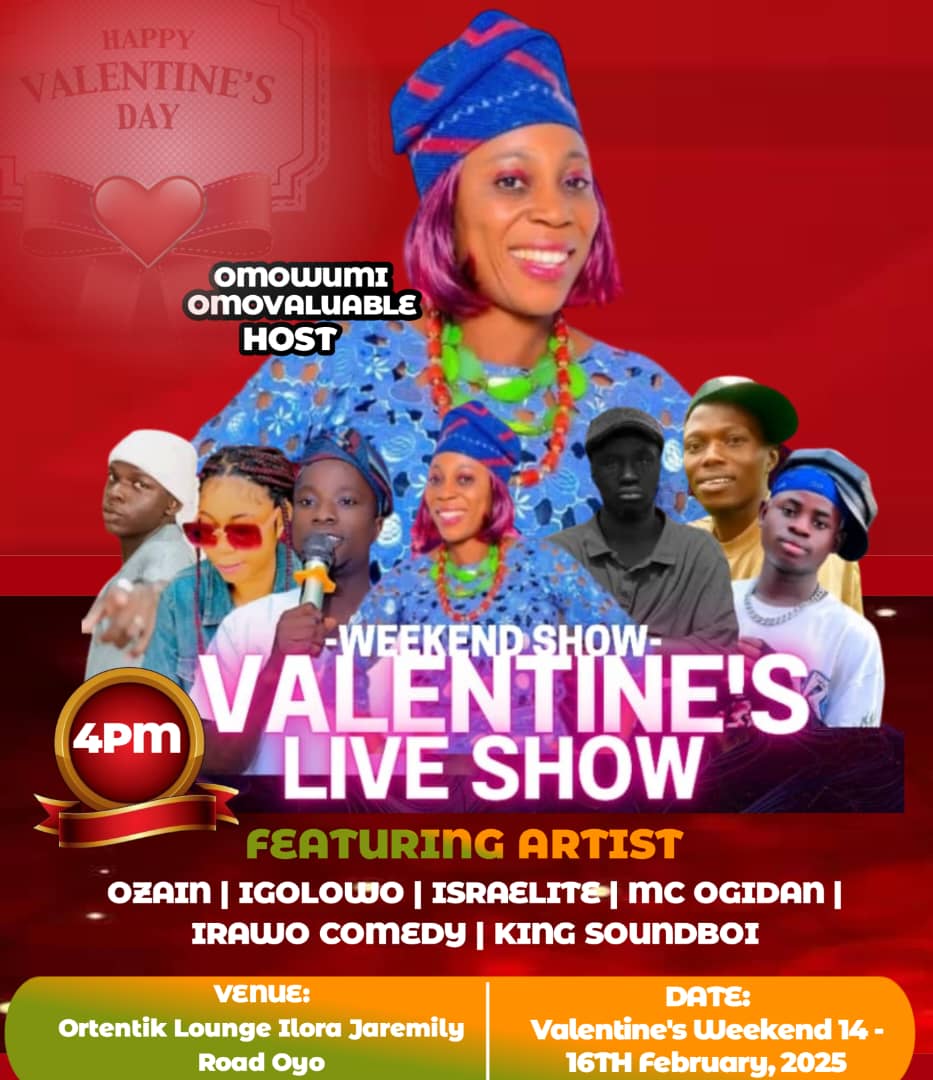 HAPPY
VALENTINE'S
DAY
OMOWUMI
OMOVALUABLE
HOST
-WEEKEND SHOW-
VALENTINE'S
LIVE SHOW
4PM
FEATURING ARTIST
OZAIN | IGOLOWO | ISRAELITE | MC OGIDAN |
IRAWO COMEDY | KING SOUNDBOI
VENUE:
Ortentik Lounge Ilora Jaremily
Road Oyo
DATE:
Valentine's Weekend 14 -
16TH February, 2025